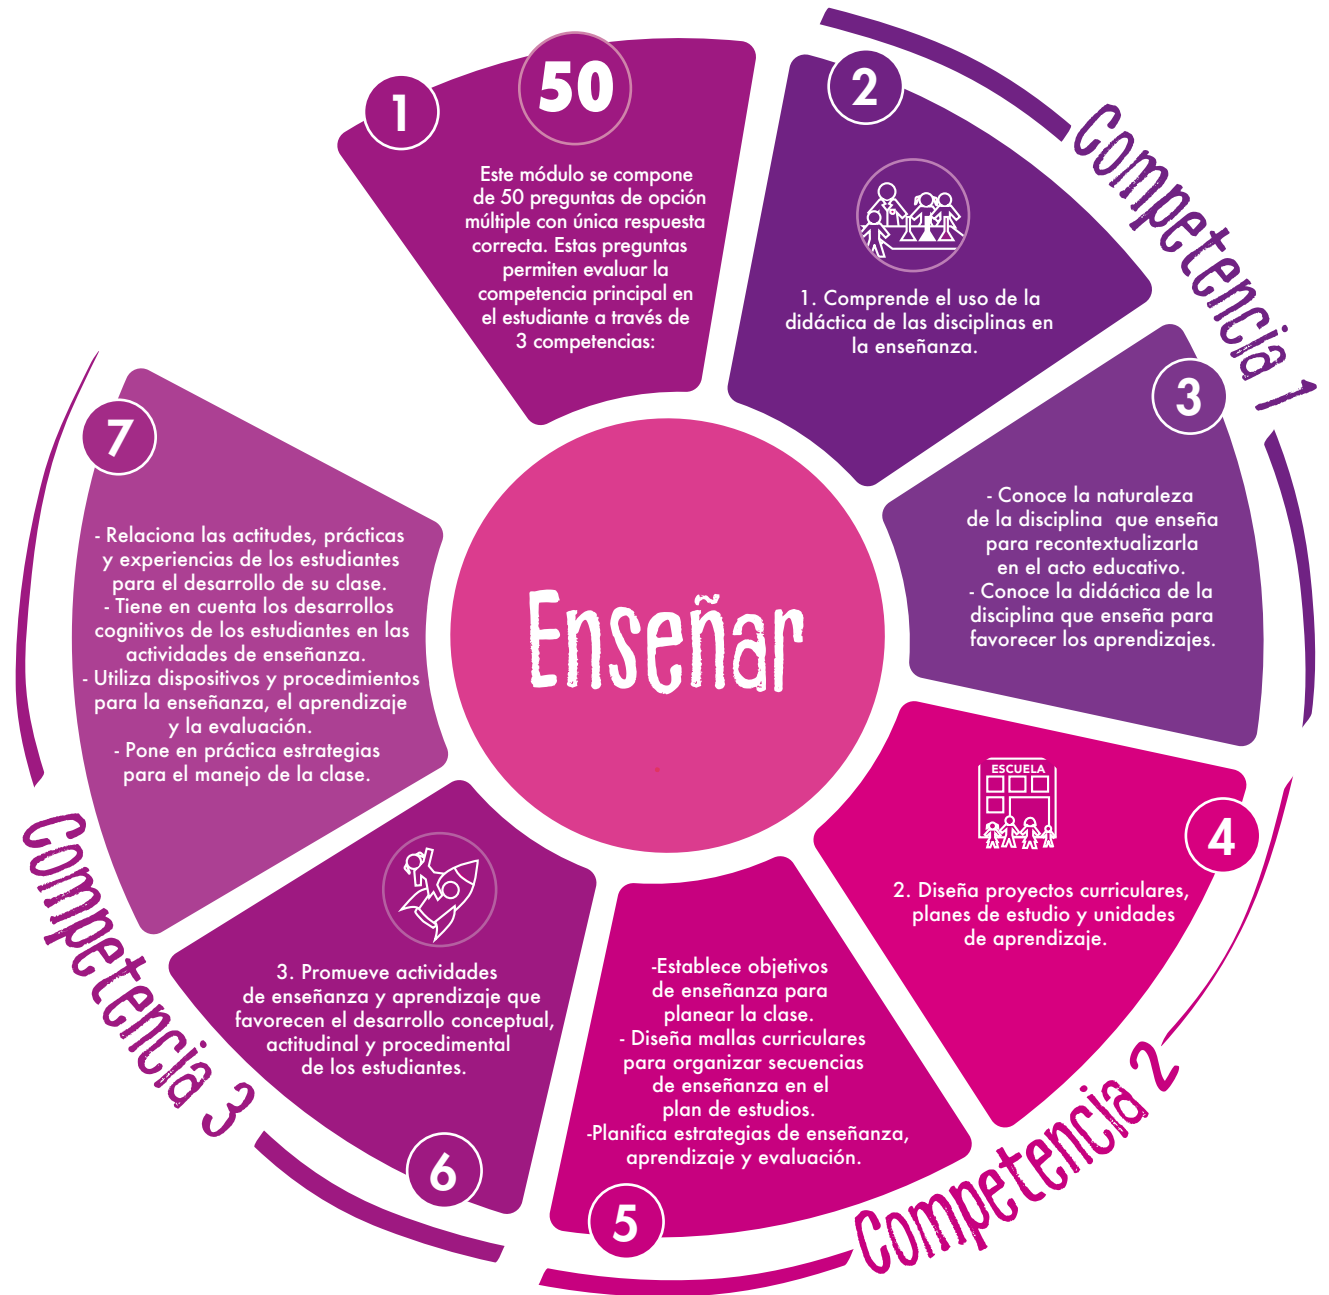 1
50
Este módulo se compone
de 50 preguntas de opción
múltiple con única respuesta
correcta. Estas preguntas
permiten evaluar la
competencia principal en
el estudiante a través de
3 competencias:
Competencia 1
2
1. Comprende el uso de la
didáctica de las disciplinas en
la enseñanza.
3
- Conoce la naturaleza
de la disciplina que enseña
para recontextualizarla
en el acto educativo.
- Conoce la didáctica de la
disciplina que enseña para
favorecer los aprendizajes.
Enseñar
Competencia 2
4
ESCUELA
2. Diseña proyectos curriculares,
planes de estudio y unidades
de aprendizaje.
5
-Establece objetivos
de enseñanza para
planear la clase.
- Diseña mallas curriculares
para organizar secuencias
de enseñanza en el
plan de estudios.
-Planifica estrategias de enseñanza,
aprendizaje y evaluación.
Competencia 3
6
3. Promueve actividades
de enseñanza y aprendizaje que
favorecen el desarrollo conceptual,
actitudinal y procedimental
de los estudiantes.
7
- Relaciona las actitudes, prácticas
y experiencias de los estudiantes
para el desarrollo de su clase.
- Tiene en cuenta los desarrollos
cognitivos de los estudiantes en las
actividades de enseñanza.
- Utiliza dispositivos y procedimientos
para la enseñanza, el aprendizaje
y la evaluación.
- Pone en práctica estrategias
para el manejo de la clase.